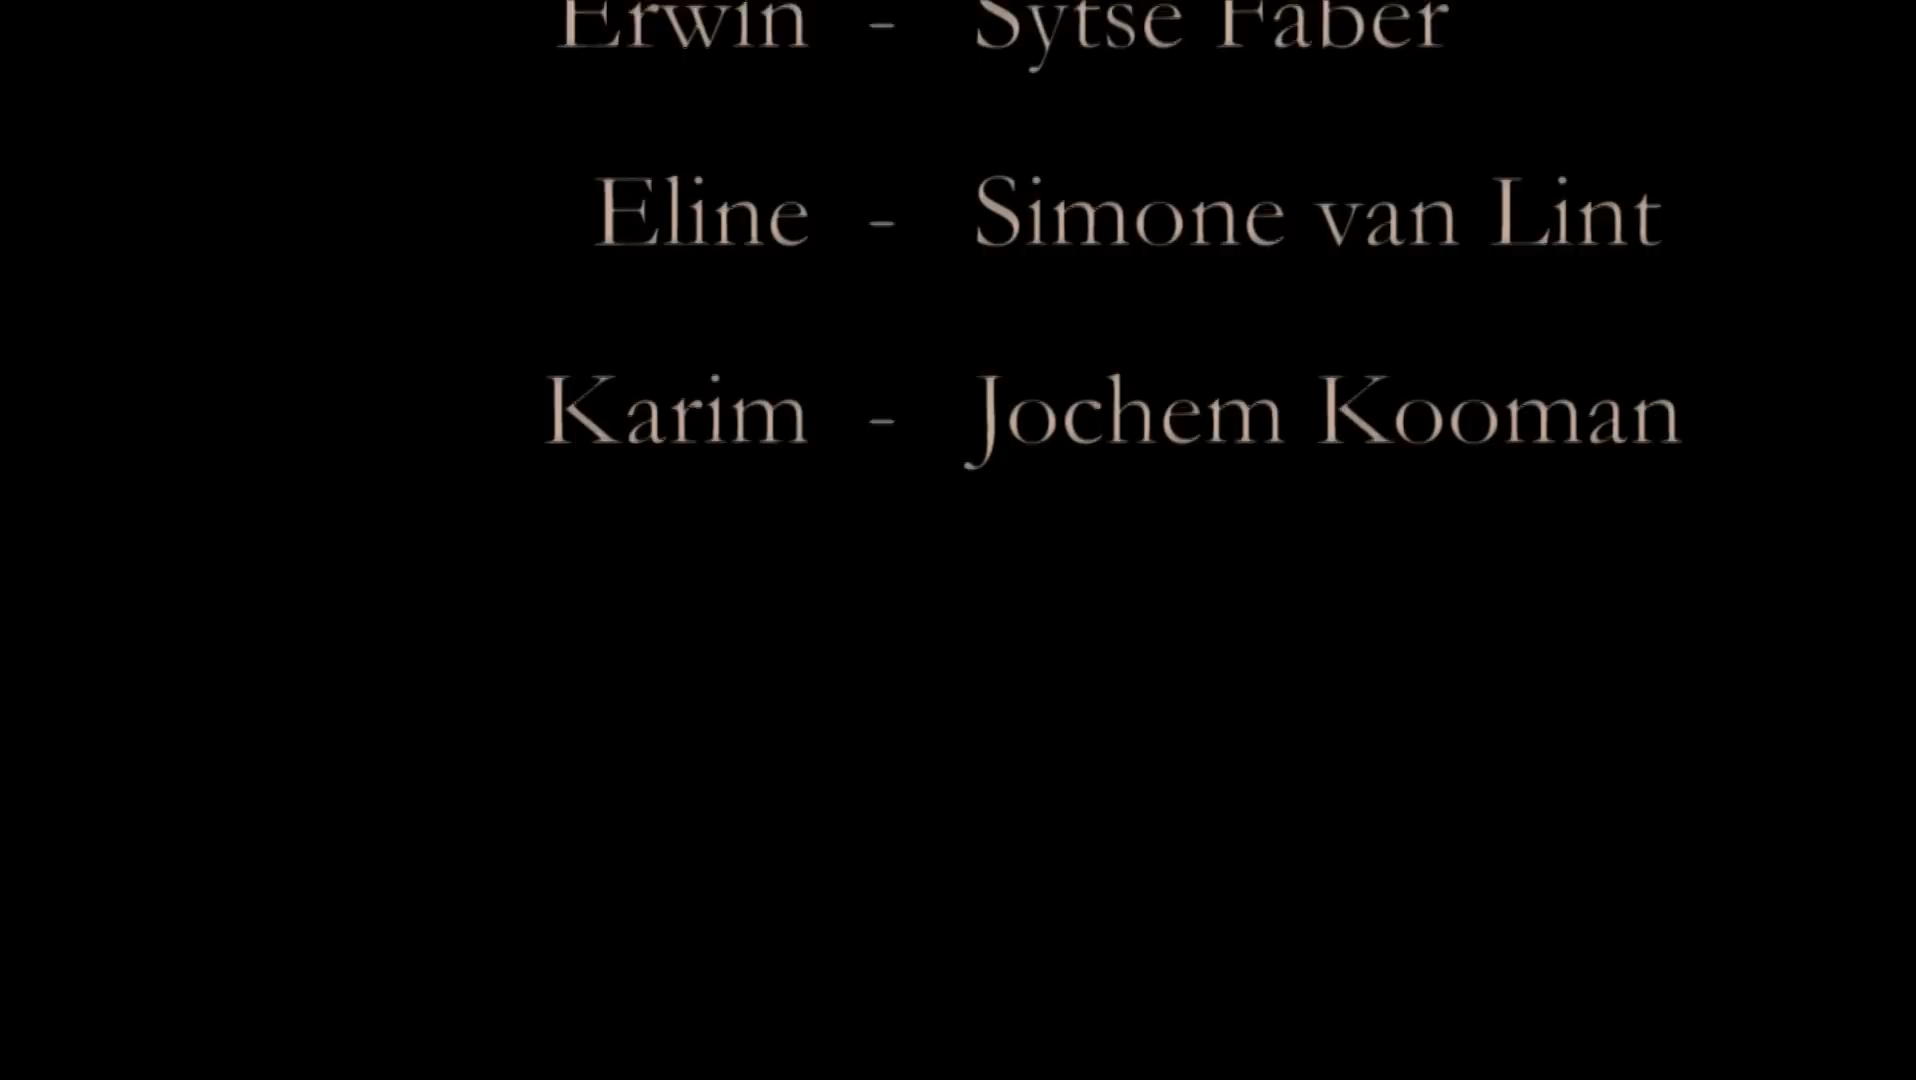 Erwin - Sytse Faber
Eline - Simone van Lint
Karim - Jochem Kooman